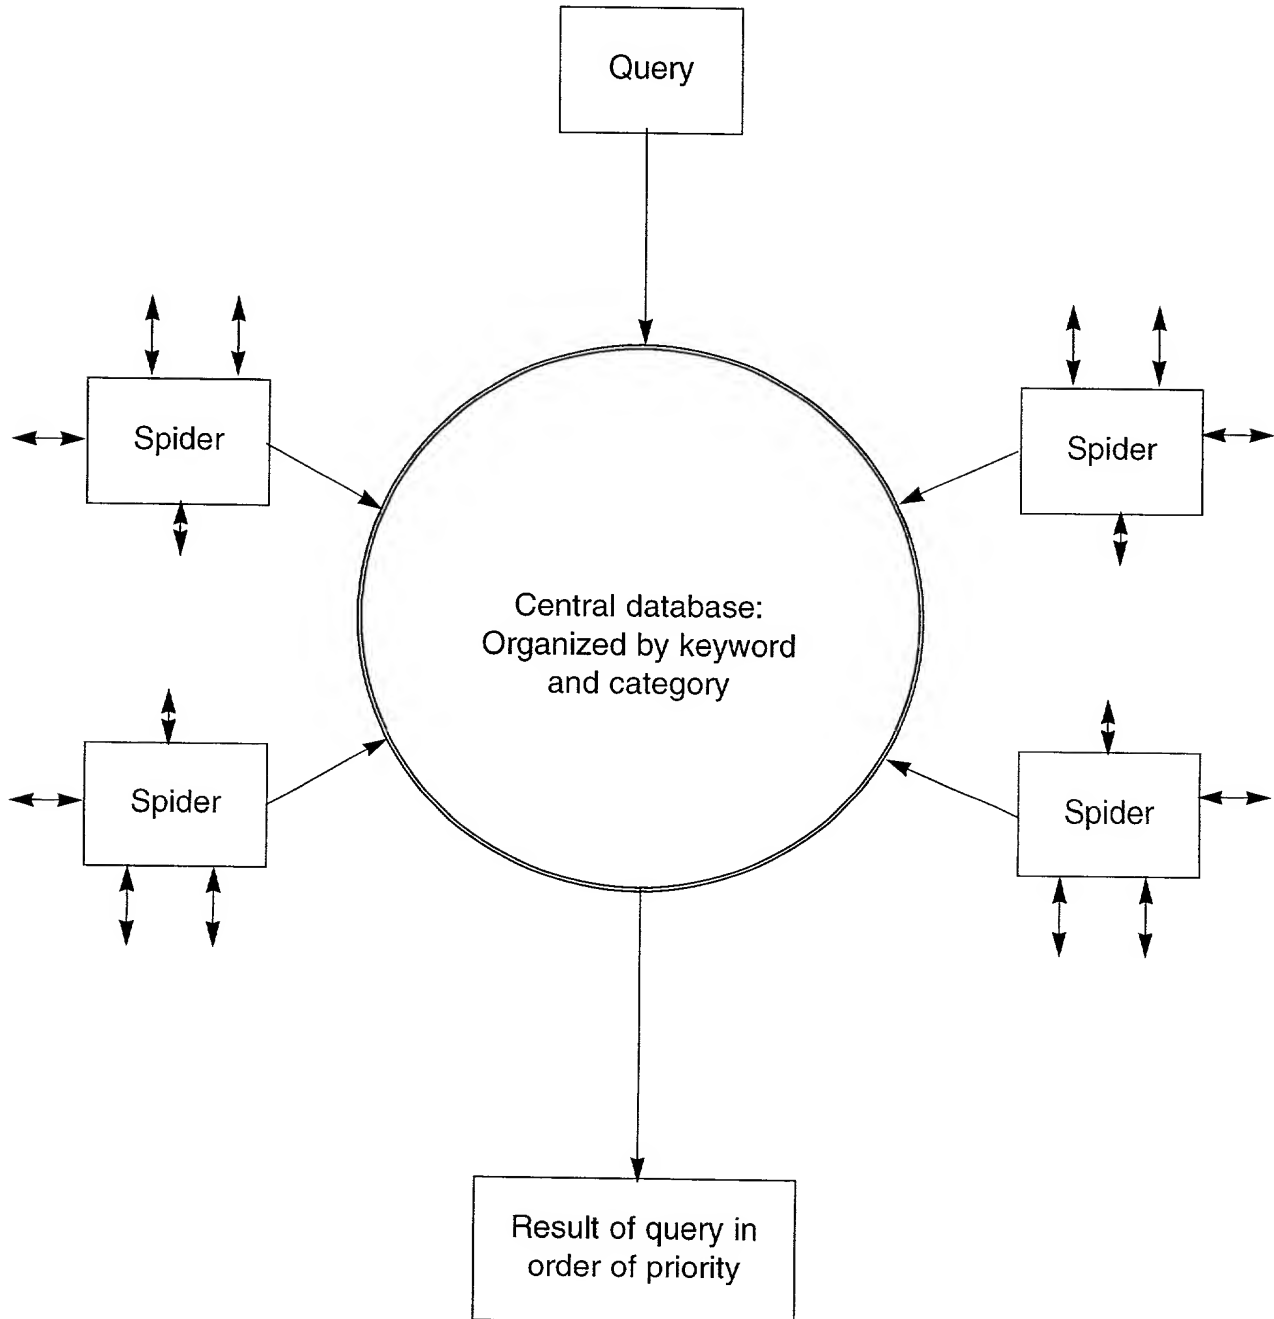 Query
Spider
Spider
Central database:
Organized by keyword
and category
Spider
Spider
Result of query in
order of priority